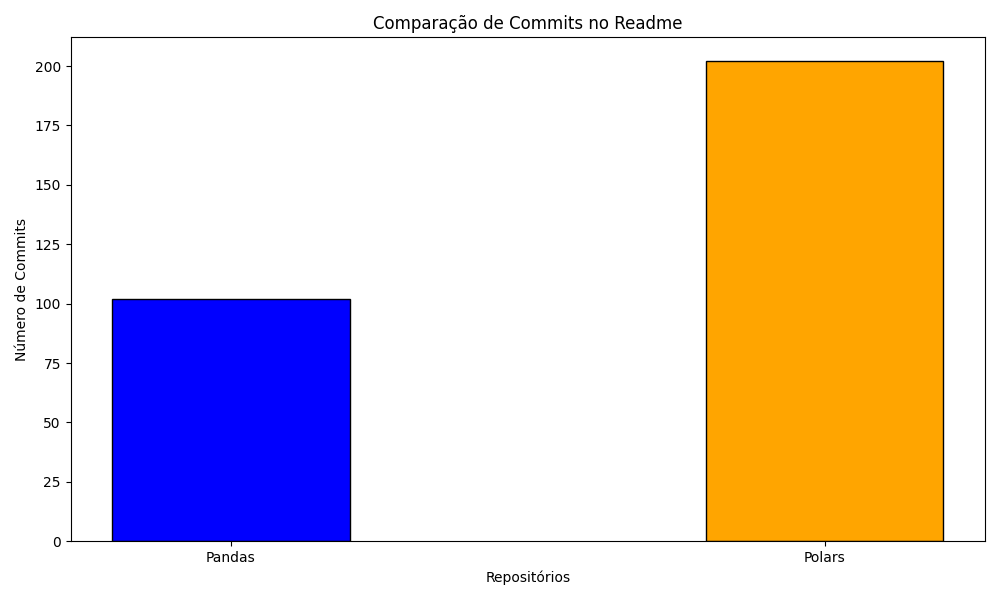 Comparação de Commits no Readme
Número de Commits
200
175
150
125
100
75
50
25
0
Pandas
Polars
Repositórios